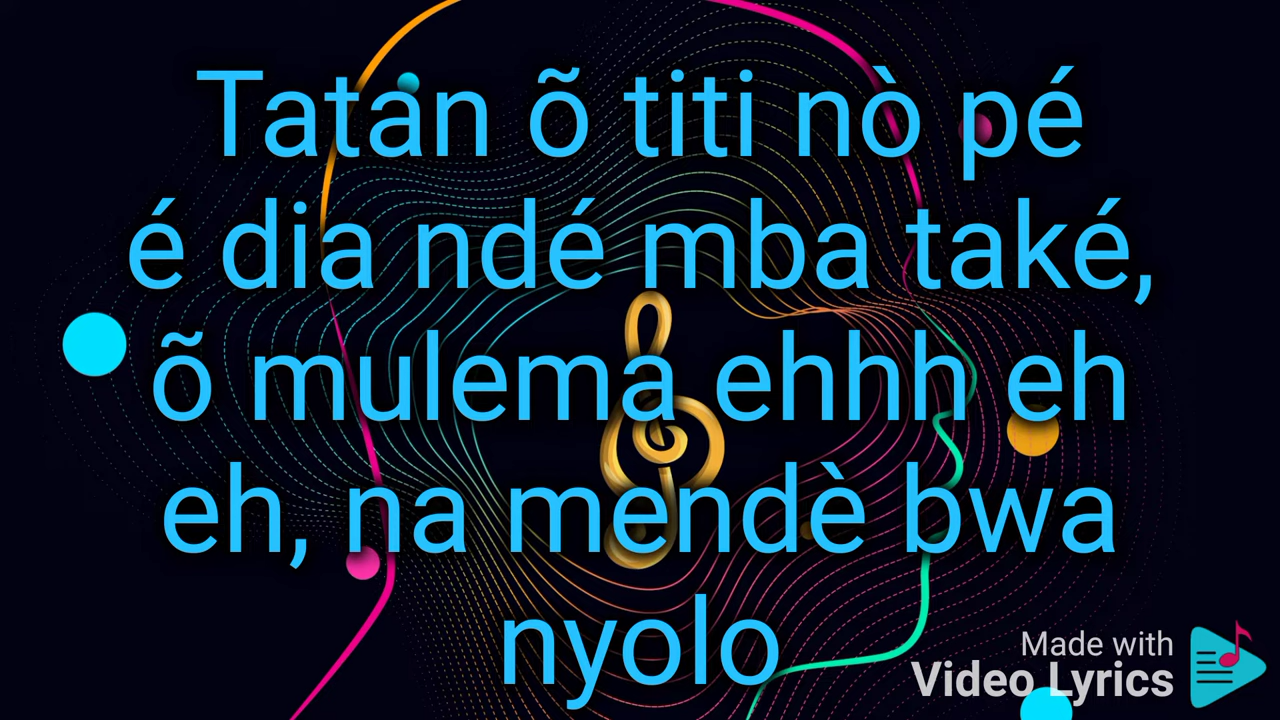 Tatan õ titi nò pé
é dia ndé mba také,
õ mulema ehhh eh
eh, na mendè bwa
nyolo
Made with
Video Lyrics